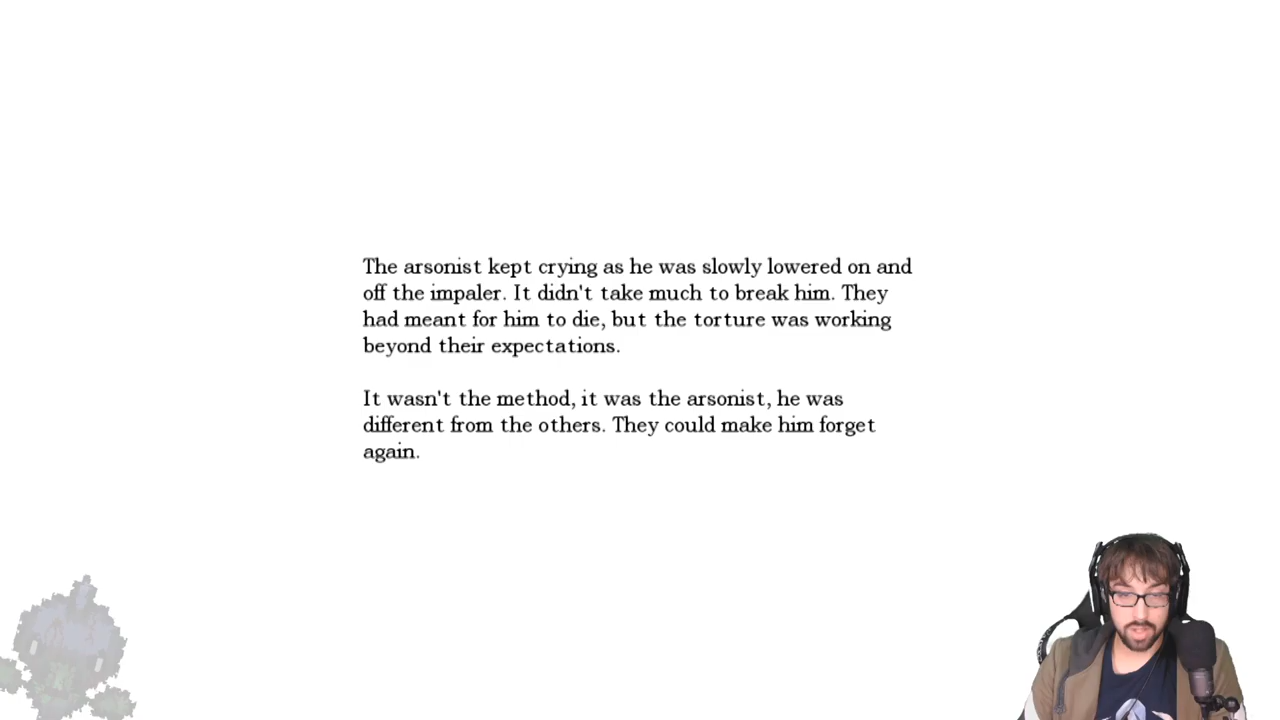 The arsonist kept crying as he was slowly lowered on and
off the impaler. It didn't take much to break him. They
had meant for him to die, but the torture was working
beyond their expectations.
It wasn't the method, it was the arsonist, he was
different from the others. They could make him forget
again.